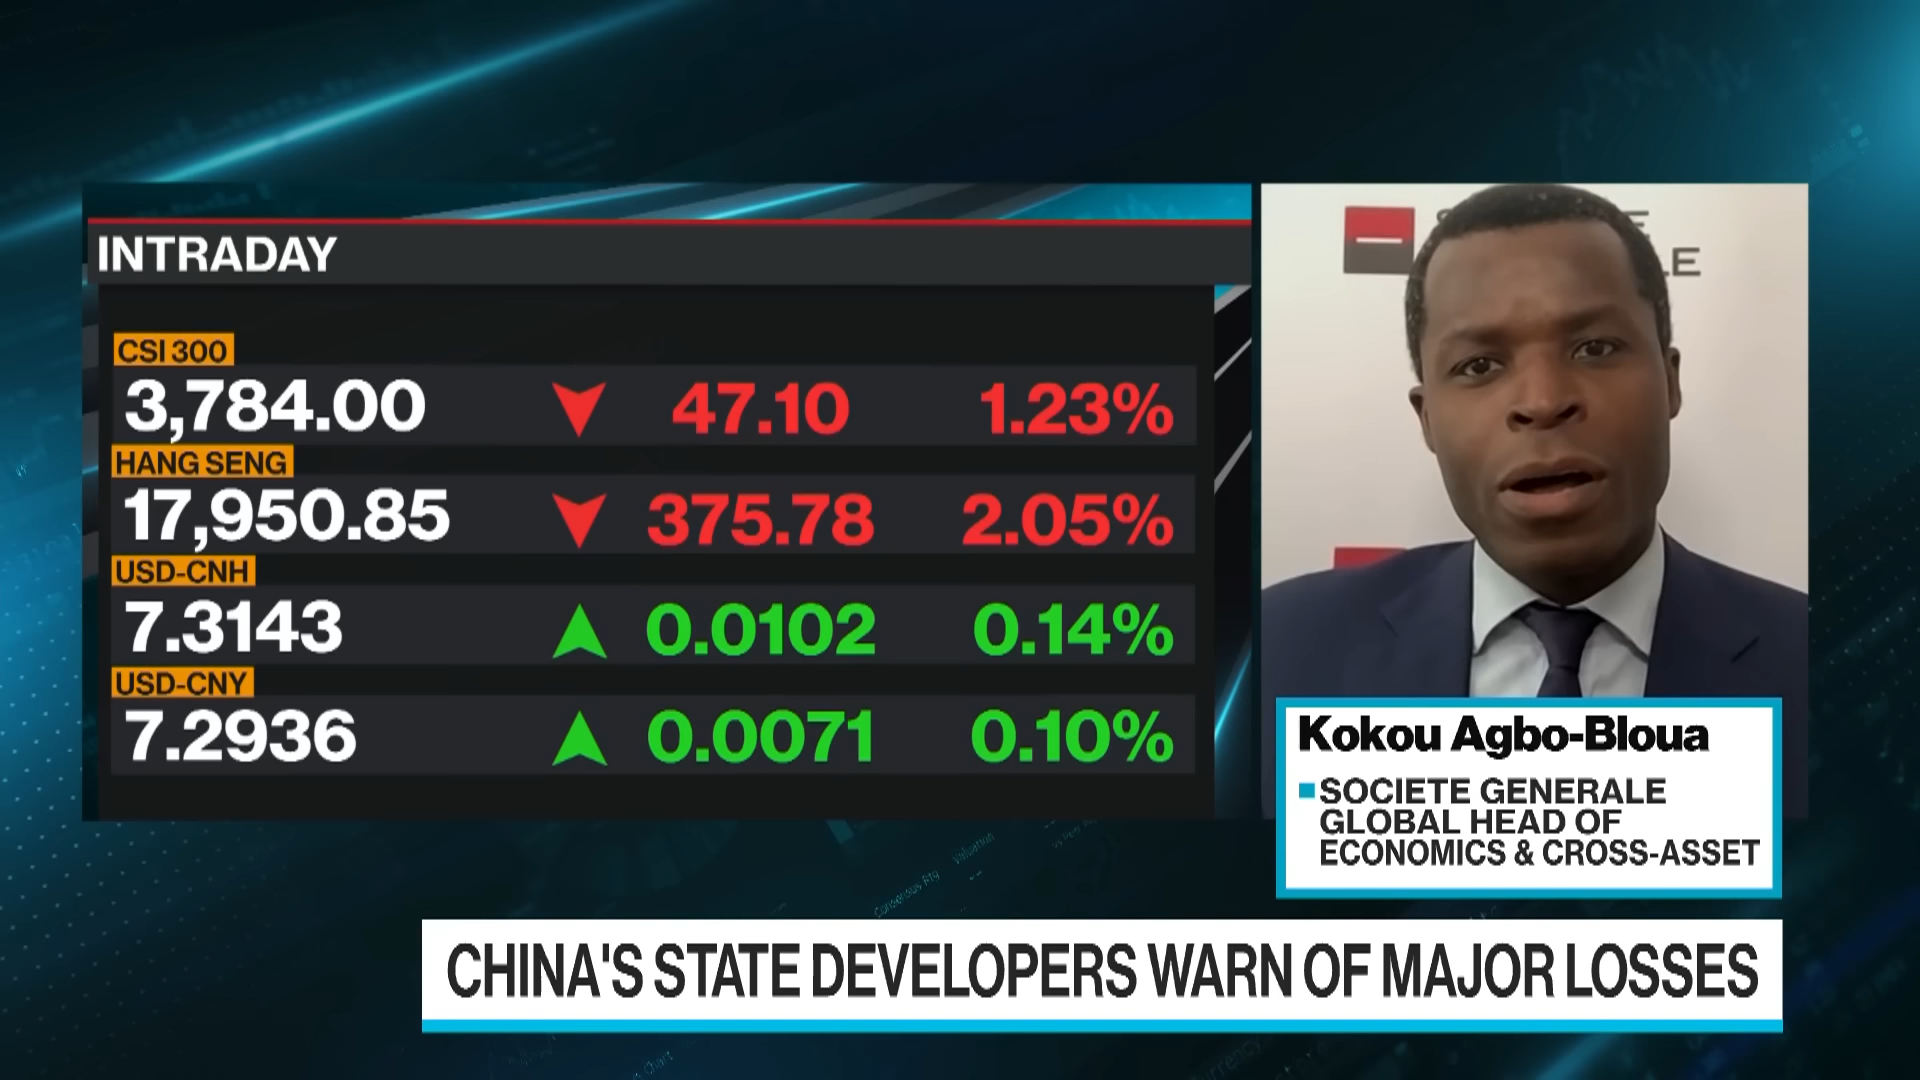 INTRADAY
CSI 300
3,784.00 47.10 1.23%
HANG SENG
17,950.85 375.78 2.05%
USD-CNH
7.3143 0.0102 0.14%
USD-CNY
7.2936 0.0071 0.10%
Kokou Agbo-Bloua
SOCIETE GENERALE
GLOBAL HEAD OF
ECONOMICS & CROSS-ASSET
CHINA'S STATE DEVELOPERS WARN OF MAJOR LOSSES